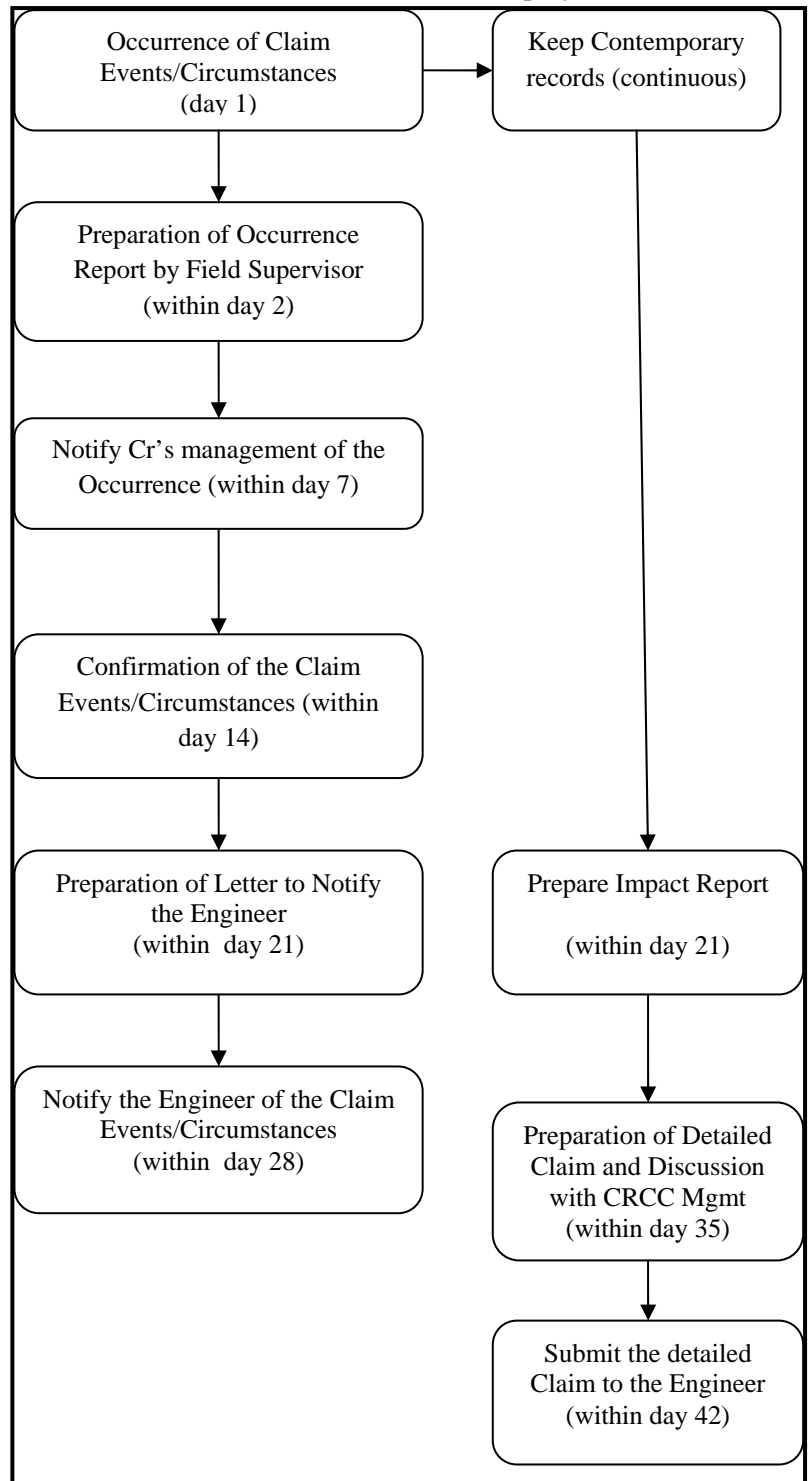 Occurrence of Claim
Events/Circumstances
(day 1)
Keep Contemporary
records (continuous)
Preparation of Occurrence
Report by Field Supervisor
(within day 2)
Notify Cr's management of the
Occurrence (within day 7)
Confirmation of the Claim
Events/Circumstances (within
day 14)
Preparation of Letter to Notify
the Engineer
(within day 21)
Prepare Impact Report
(within day 21)
Notify the Engineer of the Claim
Events/Circumstances
(within day 28)
Preparation of Detailed
Claim and Discussion
with CRCC Mgmt
(within day 35)
Submit the detailed
Claim to the Engineer
(within day 42)